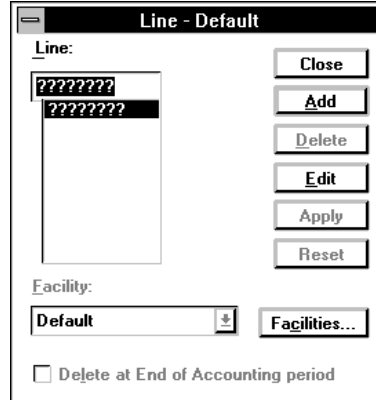 Line - Default
Line:
Close
????????
Add
????????
Delete
Edit
Apply
Reset
Facility:
Default
Facilities...
Delete at End of Accounting period